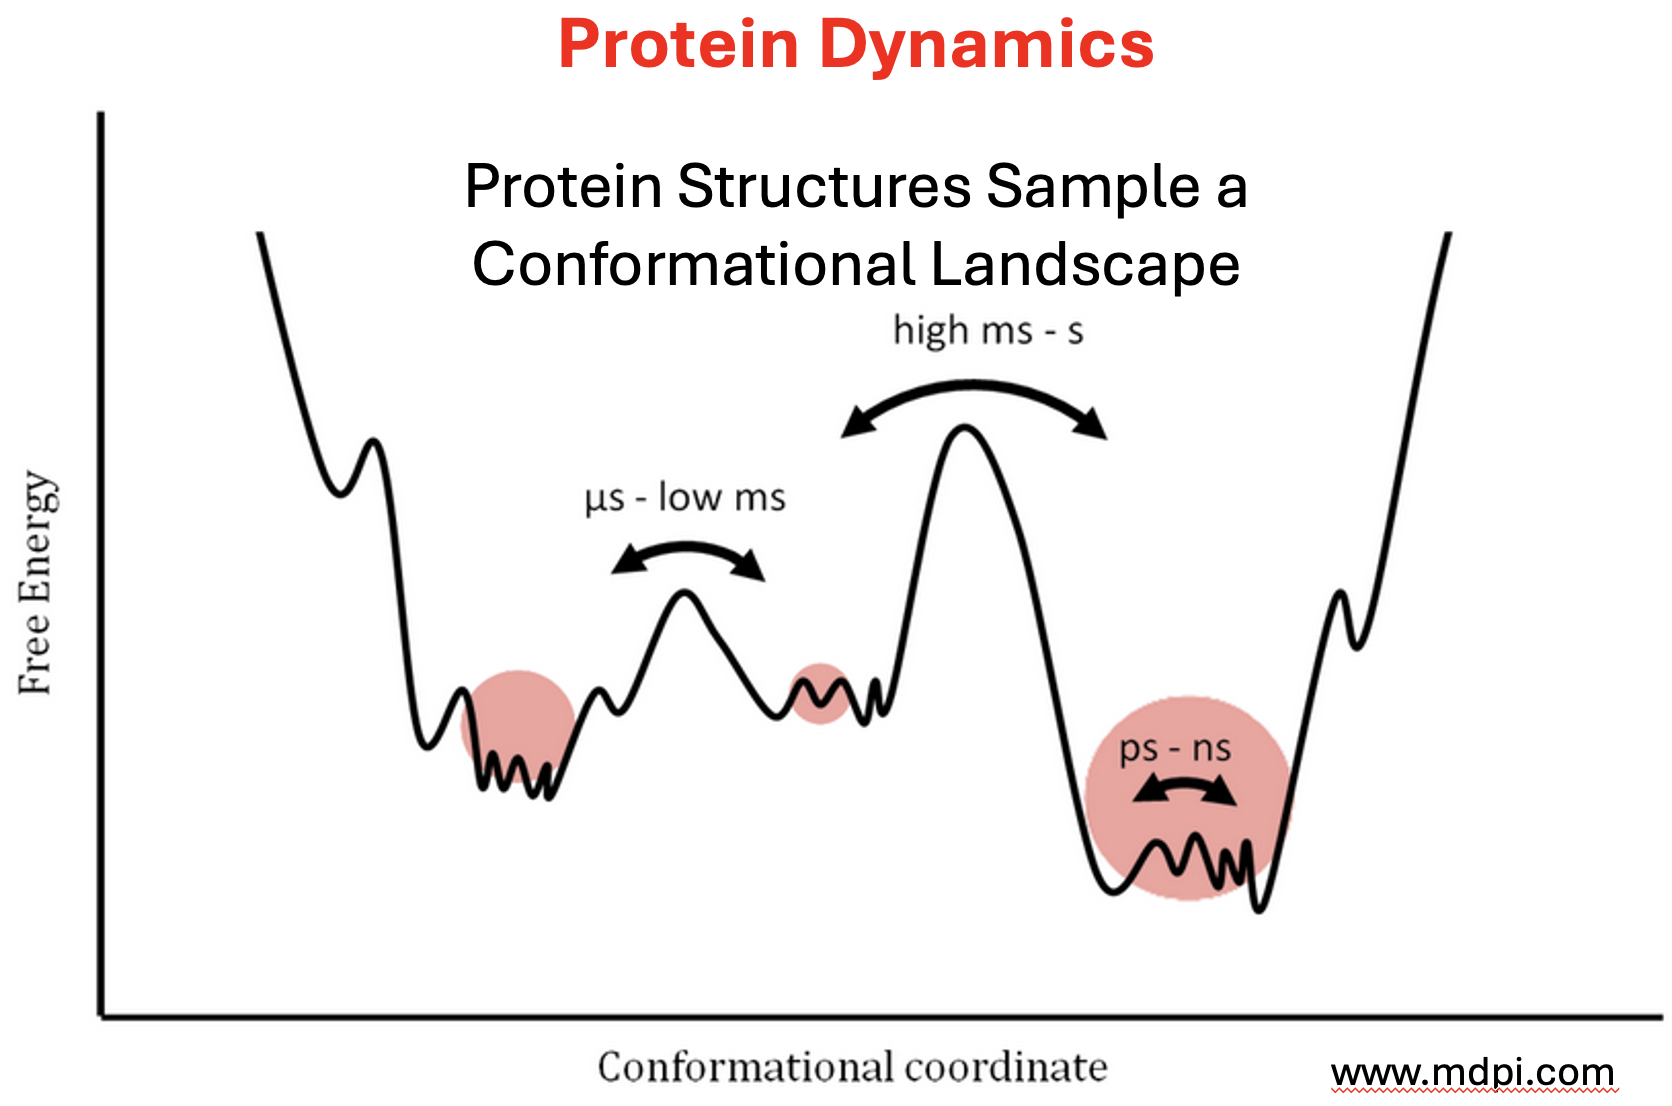 Protein Dynamics
Protein Structures Sample a
Conformational Landscape
high ms - s
µs - low ms
ps - ns
Free Energy
Conformational coordinate
www.mdpi.com